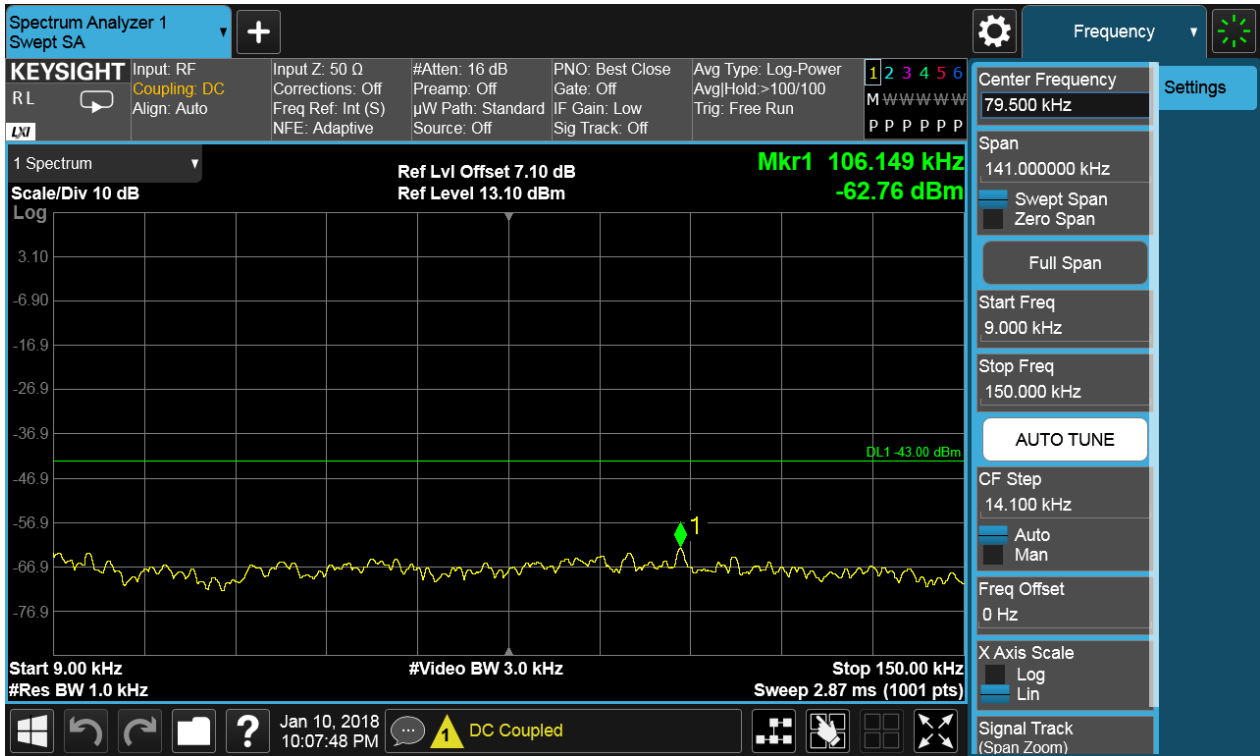 Spectrum Analyzer 1
Swept SA
+
Frequency
KEYSIGHT
RL
LXI
Input: RF
Coupling: DC
Align: Auto
Input Z: 50 Ω
Corrections: Off
Freq Ref: Int (S)
NFE: Adaptive
#Atten: 16 dB
Preamp: Off
µW Path: Standard
Source: Off
PNO: Best Close
Gate: Off
IF Gain: Low
Sig Track: Off
Avg Type: Log-Power
Avg|Hold:>100/100
Trig: Free Run
1 2 3 4 5 6
M W W W W W
P P P P P P
1 Spectrum
Scale/Div 10 dB
Log
Ref Lvl Offset 7.10 dB
Ref Level 13.10 dBm
Mkr1 106.149 kHz
-62.76 dBm
3.10
-6.90
-16.9
-26.9
-36.9
DL1 -43.00 dBm
-46.9
-56.9
1
-66.9
-76.9
Start 9.00 kHz
#Res BW 1.0 kHz
#Video BW 3.0 kHz
Stop 150.00 kHz
Sweep 2.87 ms (1001 pts)
Center Frequency
79.500 kHz
Span
141.000000 kHz
Swept Span
Zero Span
Full Span
Start Freq
9.000 kHz
Stop Freq
150.000 kHz
AUTO TUNE
CF Step
14.100 kHz
Auto
Man
Freq Offset
0 Hz
X Axis Scale
Log
Lin
Signal Track
(Span Zoom)
Settings
?
Jan 10, 2018
10:07:48 PM
1
DC Coupled